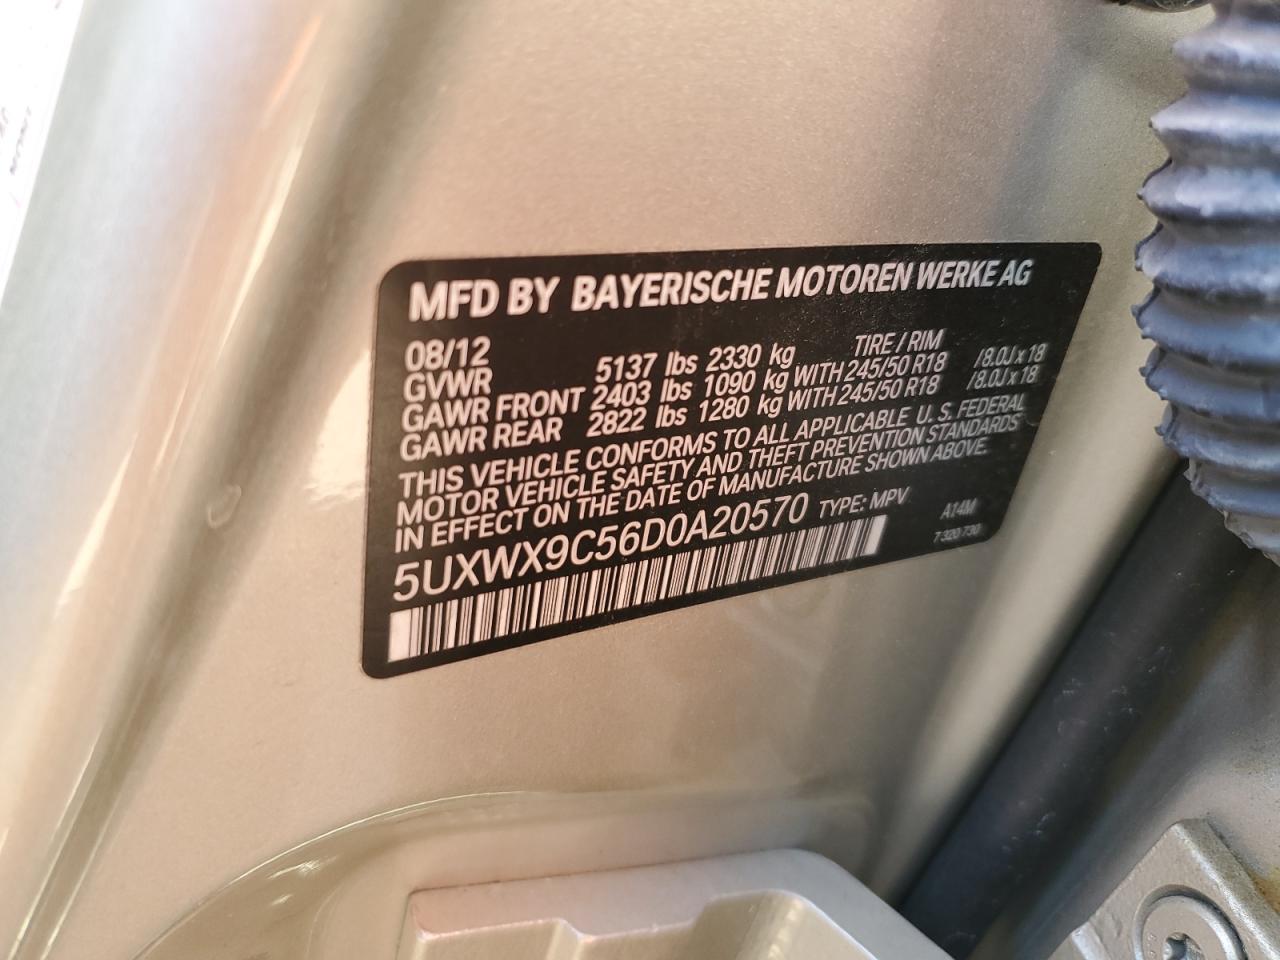 MFD BY BAYERISCHE MOTOREN WERKE AG
08/12 TIRE / RIM
GVWR 5137 lbs 2330 kg
GAWR FRONT 2403 lbs 1090 kg WITH 245/50 R18 /8.0J x 18
GAWR REAR 2822 lbs 1280 kg WITH 245/50 R18 /8.0J x 18
THIS VEHICLE CONFORMS TO ALL APPLICABLE U.S. FEDERAL
MOTOR VEHICLE SAFETY AND THEFT PREVENTION STANDARDS
IN EFFECT ON THE DATE OF MANUFACTURE SHOWN ABOVE.
5UXWX9C56D0A20570 TYPE: MPV A14M
7 320 730